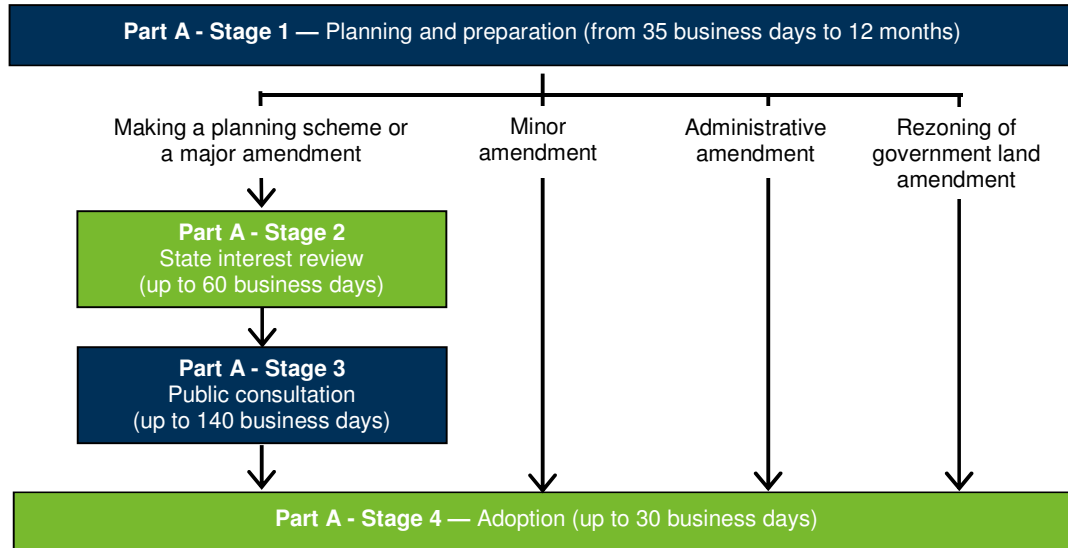 Part A - Stage 1 — Planning and preparation (from 35 business days to 12 months)
Making a planning scheme or
a major amendment
Minor
amendment
Administrative
amendment
Rezoning of
government land
amendment
Part A - Stage 2
State interest review
(up to 60 business days)
Part A - Stage 3
Public consultation
(up to 140 business days)
Part A - Stage 4 — Adoption (up to 30 business days)